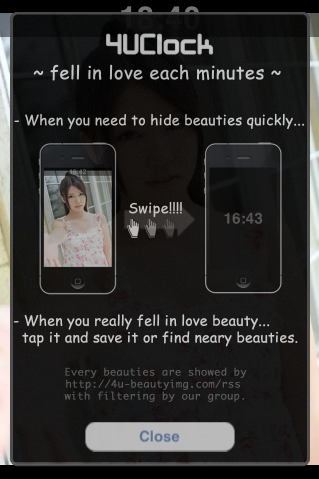 18:40
4UClock
~ fell in love each minutes ~
- When you need to hide beauties quickly...
16:42
Swipe!!!!
16:43
- When you really fell in love beauty...
tap it and save it or find neary beauties.
Every beauties are showed by
http://4u-beautyimg.com/rss
with filtering by our group.
Close